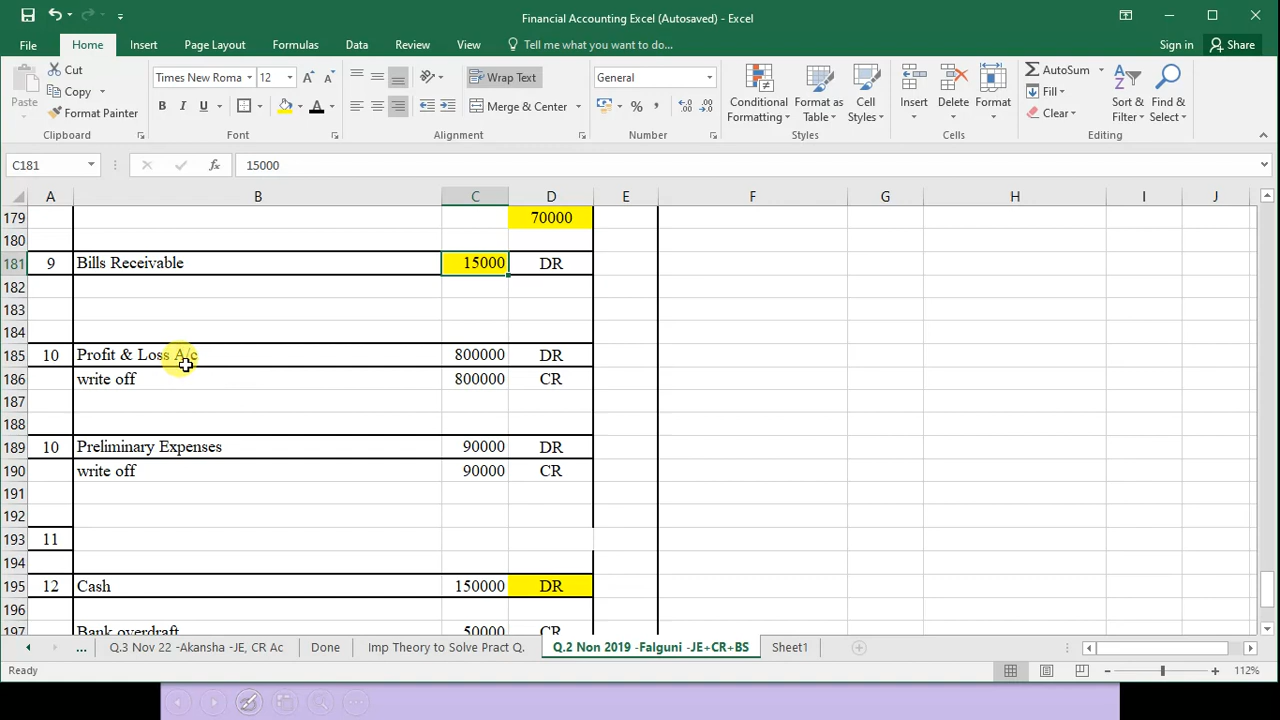 Financial Accounting Excel (Autosaved) - Excel
File Home Insert Page Layout Formulas Data Review View Tell me what you want to do... Sign in Share
Paste
Cut
Copy
Format Painter
Clipboard
Times New Roma 12
B I U
Font
Wrap Text
Merge & Center
Alignment
General
Number
Conditional Formatting
Format as Table
Cell Styles
Styles
Insert Delete Format
Cells
AutoSum
Fill
Clear
Sort & Filter
Find & Select
Editing
C181 fx 15000
A B C D E F G H I J
179 70000
180
181 9 Bills Receivable 15000 DR
182
183
184
185 10 Profit & Loss A/c 800000 DR
186 write off 800000 CR
187
188
189 10 Preliminary Expenses 90000 DR
190 write off 90000 CR
191
192
193 11
194
195 12 Cash 150000 DR
196
197 Bank overdraft 50000 CR
... Q.3 Nov 22 -Akansha -JE, CR Ac Done Imp Theory to Solve Pract Q. Q.2 Non 2019 -Falguni -JE+CR+BS Sheet1
Ready 112%